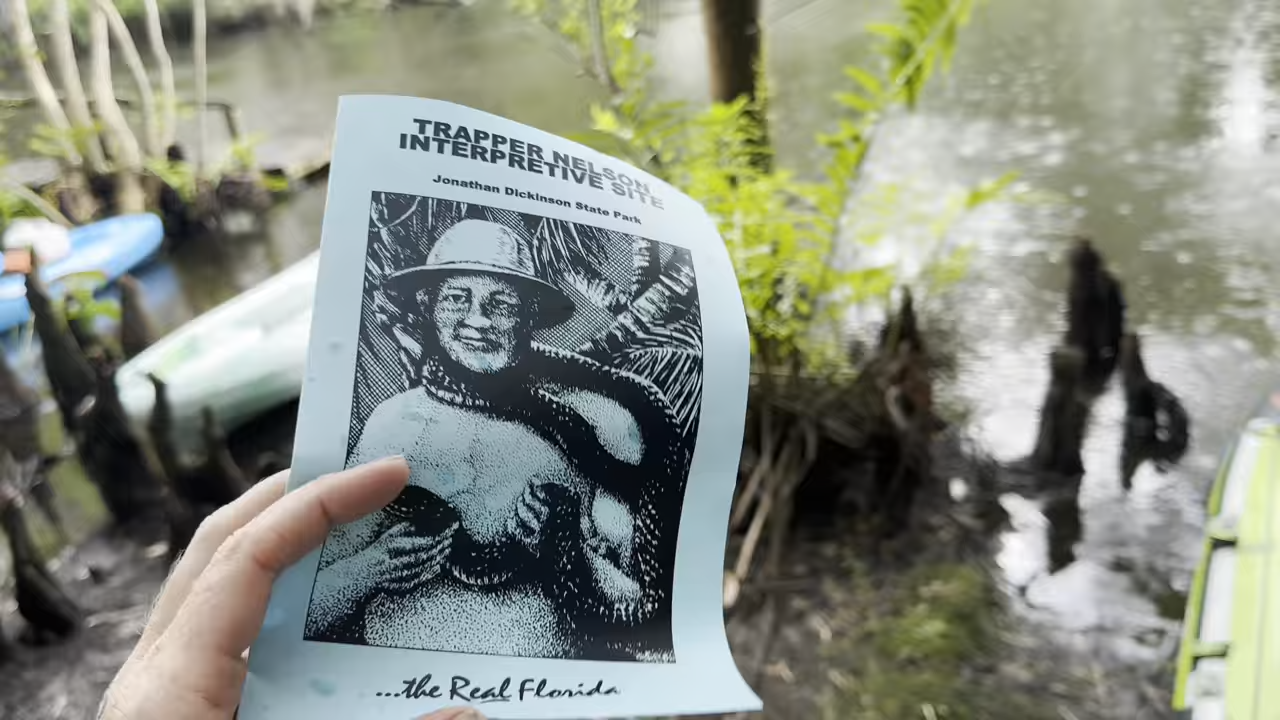 TRAPPER NELSON
INTERPRETIVE SITE
Jonathan Dickinson State Park
...the Real Florida